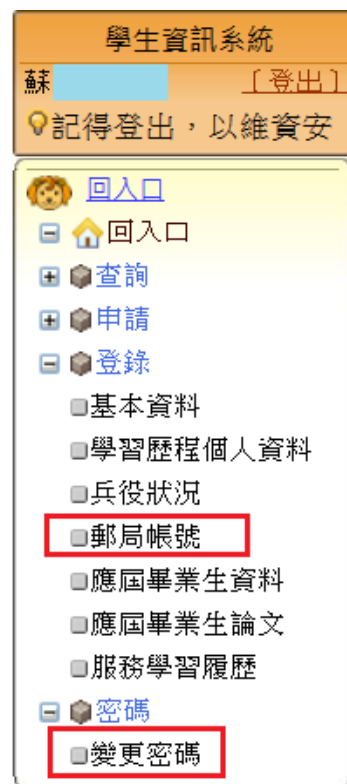 學生資訊系統
蘇 〔登出〕
記得登出，以維資安
回入口
回入口
查詢
申請
登錄
基本資料
學習歷程個人資料
兵役狀況
郵局帳號
應屆畢業生資料
應屆畢業生論文
服務學習履歷
密碼
變更密碼